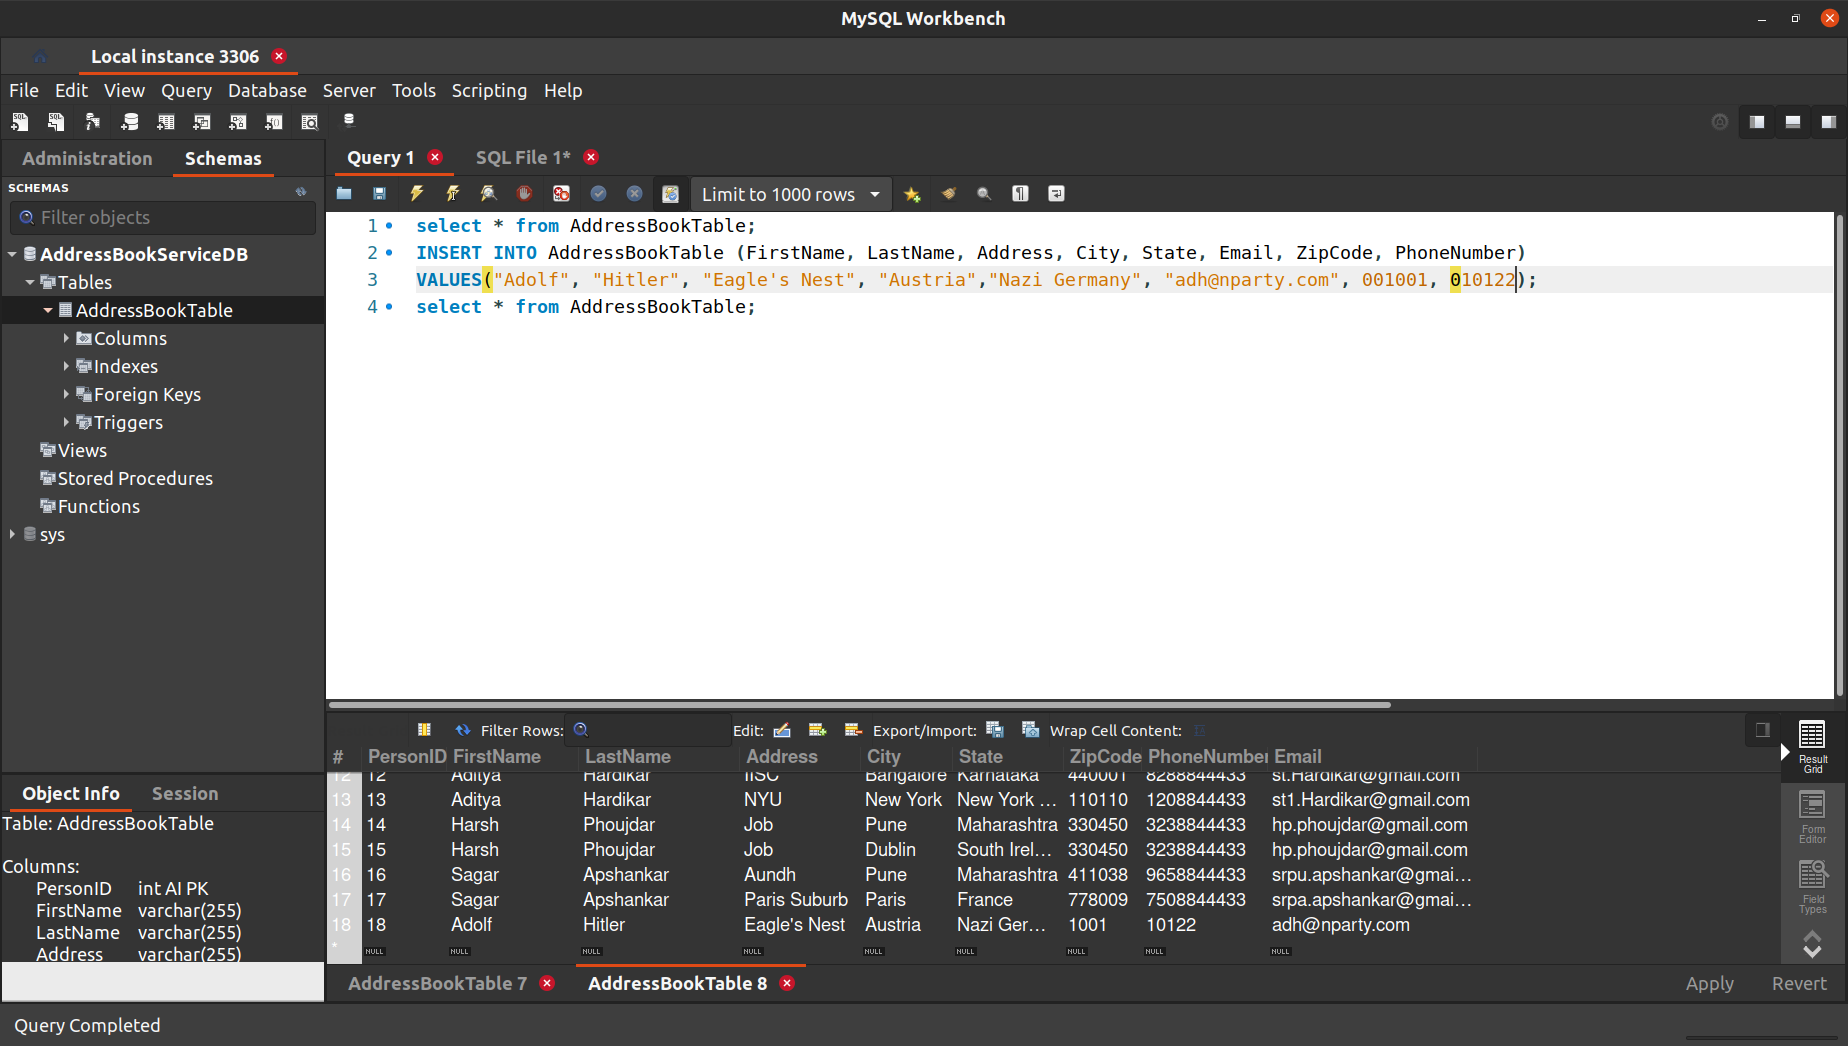 MySQL Workbench
Local instance 3306
File Edit View Query Database Server Tools Scripting Help
Administration Schemas
SCHEMAS
Filter objects
AddressBookServiceDB
Tables
AddressBookTable
Columns
Indexes
Foreign Keys
Triggers
Views
Stored Procedures
Functions
sys
Query 1 SQL File 1*
Limit to 1000 rows
1 select * from AddressBookTable;
2 INSERT INTO AddressBookTable (FirstName, LastName, Address, City, State, Email, ZipCode, PhoneNumber)
3 VALUES("Adolf", "Hitler", "Eagle's Nest", "Austria","Nazi Germany", "adh@nparty.com", 001001, 010122);
4 select * from AddressBookTable;
Filter Rows: Edit: Export/Import: Wrap Cell Content:
# PersonID FirstName LastName Address City State ZipCode PhoneNumber Email
12 12 Aditya Hardikar IISC Bangalore Karnataka 440001 8288844433 st.Hardikar@gmail.com
13 13 Aditya Hardikar NYU New York New York ... 110110 1208844433 st1.Hardikar@gmail.com
14 14 Harsh Phoujdar Job Pune Maharashtra 330450 3238844433 hp.phoujdar@gmail.com
15 15 Harsh Phoujdar Job Dublin South Irel... 330450 3238844433 hp.phoujdar@gmail.com
16 16 Sagar Apshankar Aundh Pune Maharashtra 411038 9658844433 srpu.apshankar@gmai...
17 17 Sagar Apshankar Paris Suburb Paris France 778009 7508844433 srpa.apshankar@gmai...
18 18 Adolf Hitler Eagle's Nest Austria Nazi Ger... 1001 10122 adh@nparty.com
* NULL NULL NULL NULL NULL NULL NULL NULL NULL
Result
Grid
Form
Editor
Field
Types
AddressBookTable 7 AddressBookTable 8
Apply Revert
Object Info Session
Table: AddressBookTable
Columns:
PersonID int AI PK
FirstName varchar(255)
LastName varchar(255)
Address varchar(255)
Query Completed